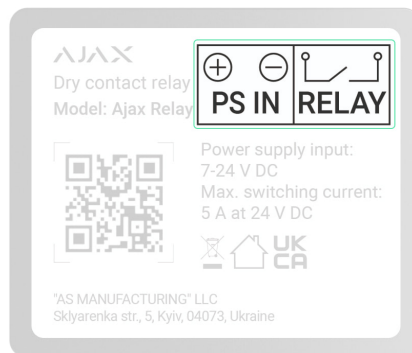 AJAX
Dry contact relay
Model: Ajax Relay
+ −
PS IN RELAY
Power supply input:
7-24 V DC
Max. switching current:
5 A at 24 V DC
UK
CA
"AS MANUFACTURING" LLC
Sklyarenka str., 5, Kyiv, 04073, Ukraine